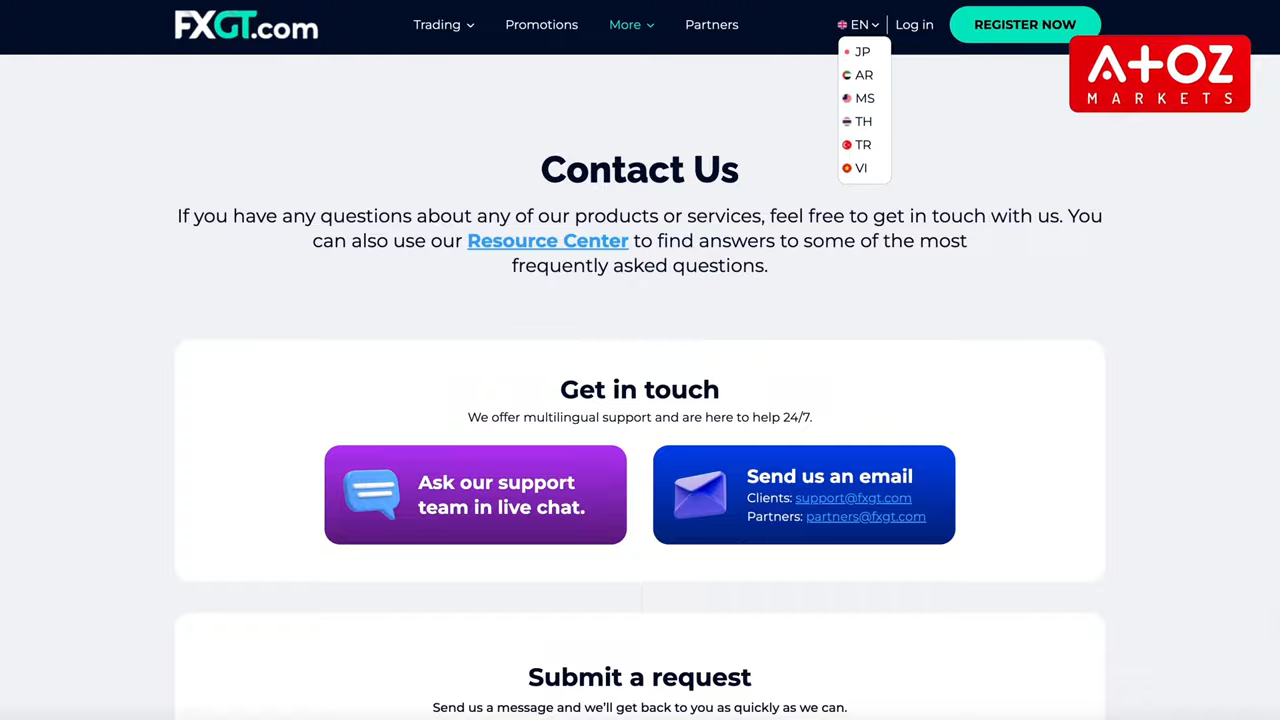 FXGT.com
Trading
Promotions
More
Partners
EN
Log in
REGISTER NOW
JP
AR
MS
TH
TR
VI
ATOZ
MARKETS
Contact Us
If you have any questions about any of our products or services, feel free to get in touch with us. You
can also use our Resource Center to find answers to some of the most
frequently asked questions.
Get in touch
We offer multilingual support and are here to help 24/7.
Ask our support
team in live chat.
Send us an email
Clients: support@fxgt.com
Partners: partners@fxgt.com
Submit a request
Send us a message and we'll get back to you as quickly as we can.